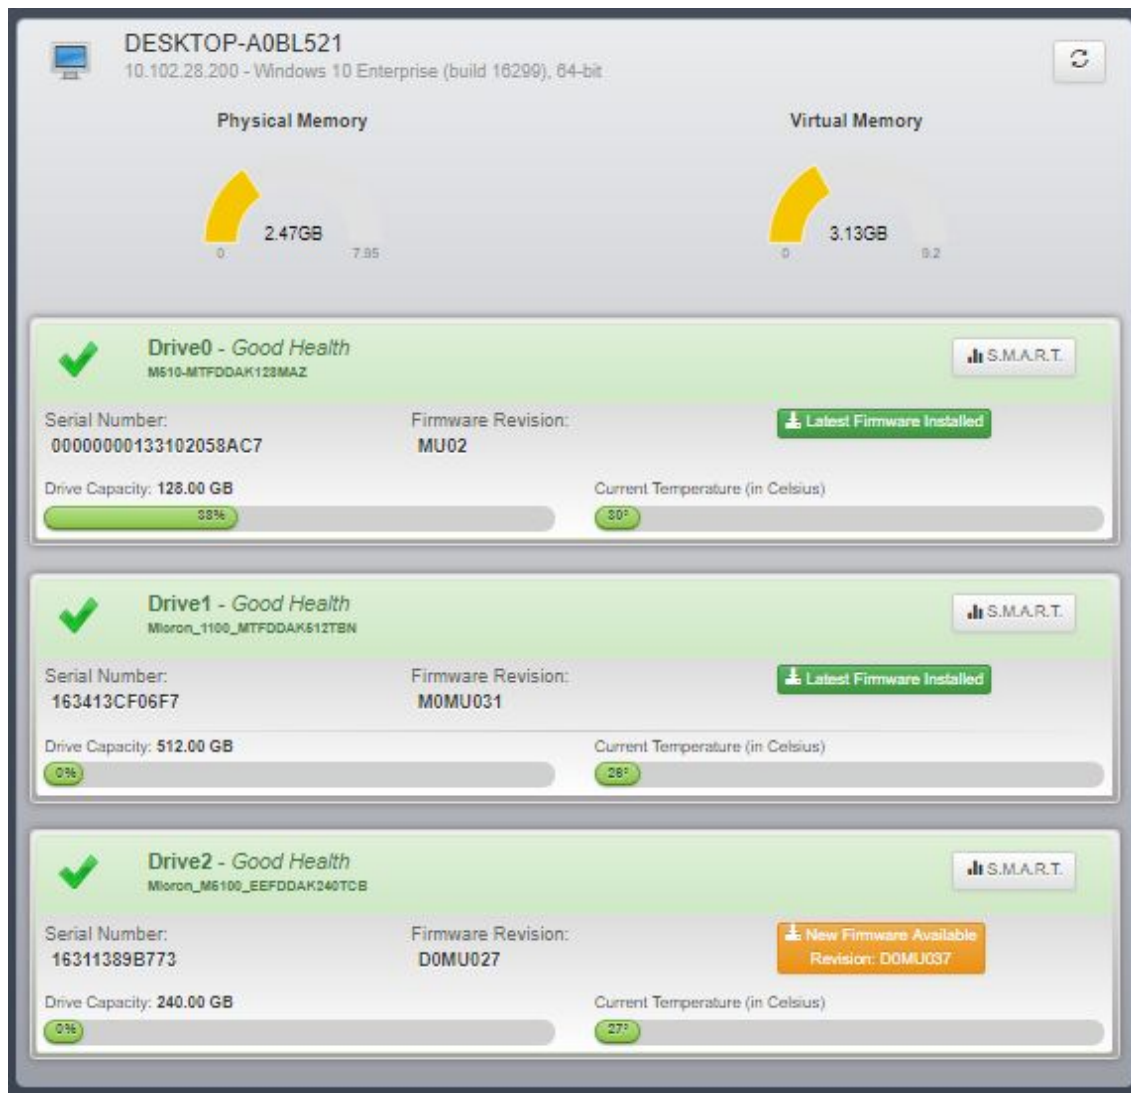 DESKTOP-A0BL521
10.102.28.200 - Windows 10 Enterprise (build 16299), 64-bit
Physical Memory
Virtual Memory
2.47GB
0
7.95
3.13GB
0
9.2
Drive0 - Good Health
M510-MTFDDAK128MAZ
S.M.A.R.T.
Serial Number:
Firmware Revision:
Latest Firmware Installed
00000000133102058AC7
MU02
Drive Capacity: 128.00 GB
Current Temperature (in Celsius)
38%
30°
Drive1 - Good Health
Micron_1100_MTFDDAK512TBN
S.M.A.R.T.
Serial Number:
Firmware Revision:
Latest Firmware Installed
163413CF06F7
M0MU031
Drive Capacity: 512.00 GB
Current Temperature (in Celsius)
0%
28°
Drive2 - Good Health
Micron_M5100_EEFDDAK240TCB
S.M.A.R.T.
Serial Number:
Firmware Revision:
New Firmware Available
Revision: D0MU037
16311389B773
D0MU027
Drive Capacity: 240.00 GB
Current Temperature (in Celsius)
0%
27°